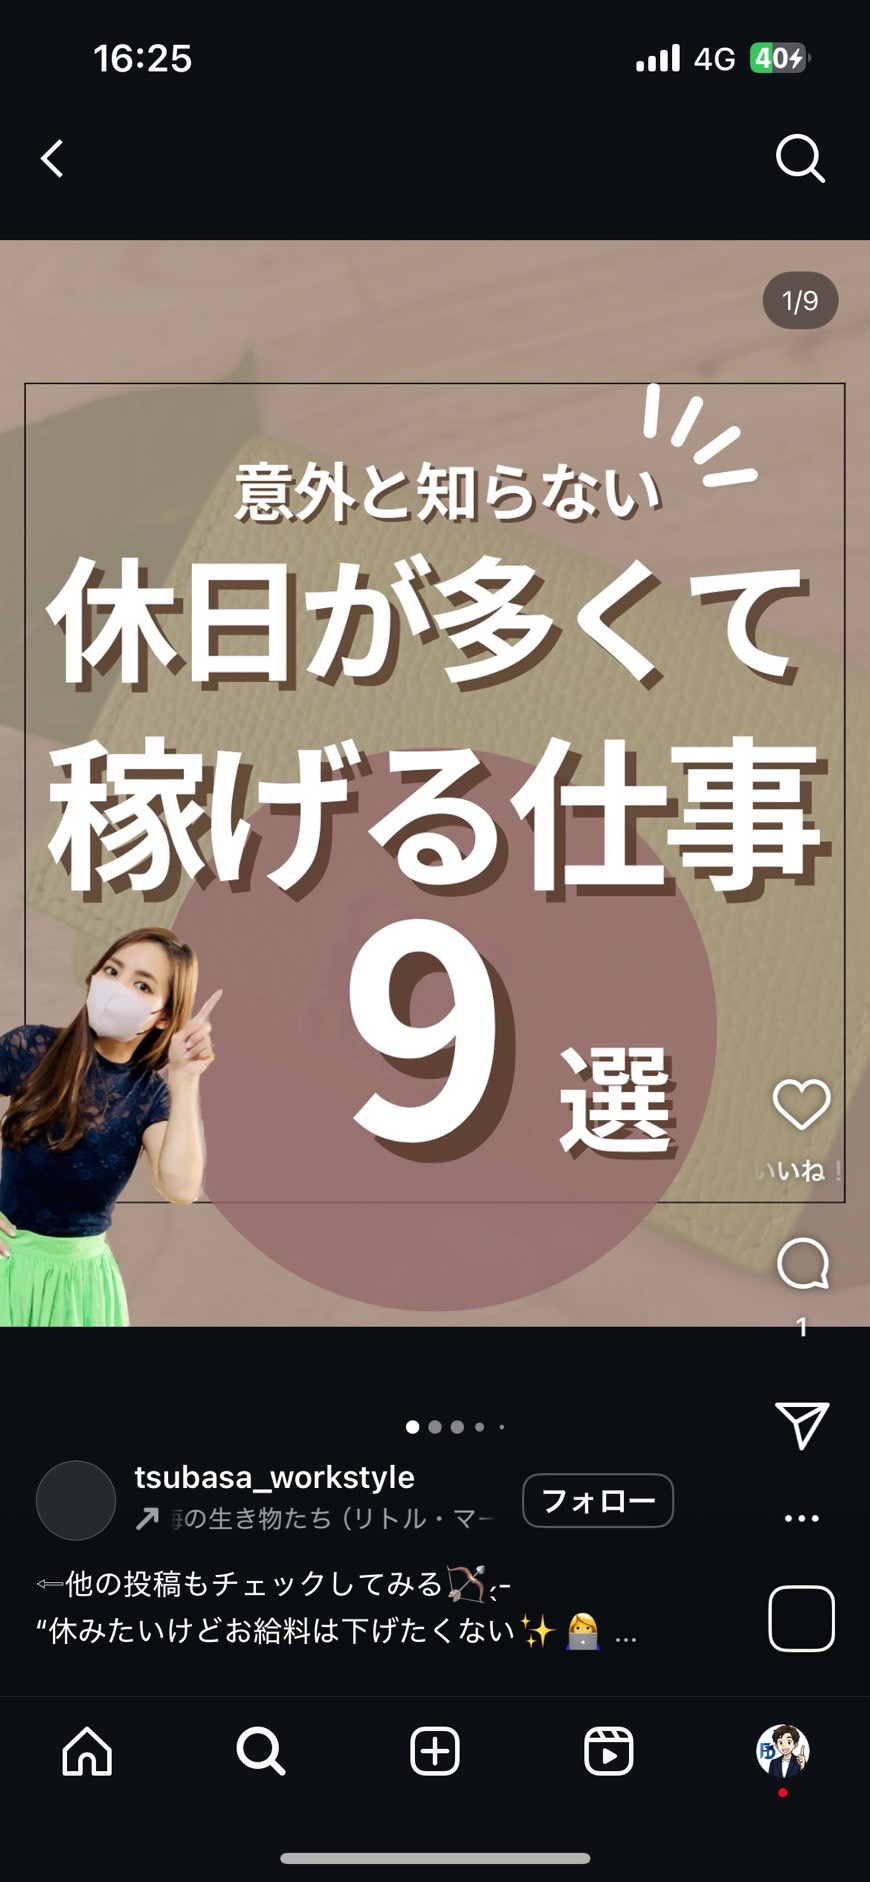 16:25
4G
40
1/9
意外と知らない
休日が多くて
稼げる仕事
9選
いいね！
1
tsubasa_workstyle
の生き物たち（リトル・マー
フォロー
⇦他の投稿もチェックしてみる🏹 ̖́-
“休みたいけどお給料は下げたくない✨👩‍💻 ...